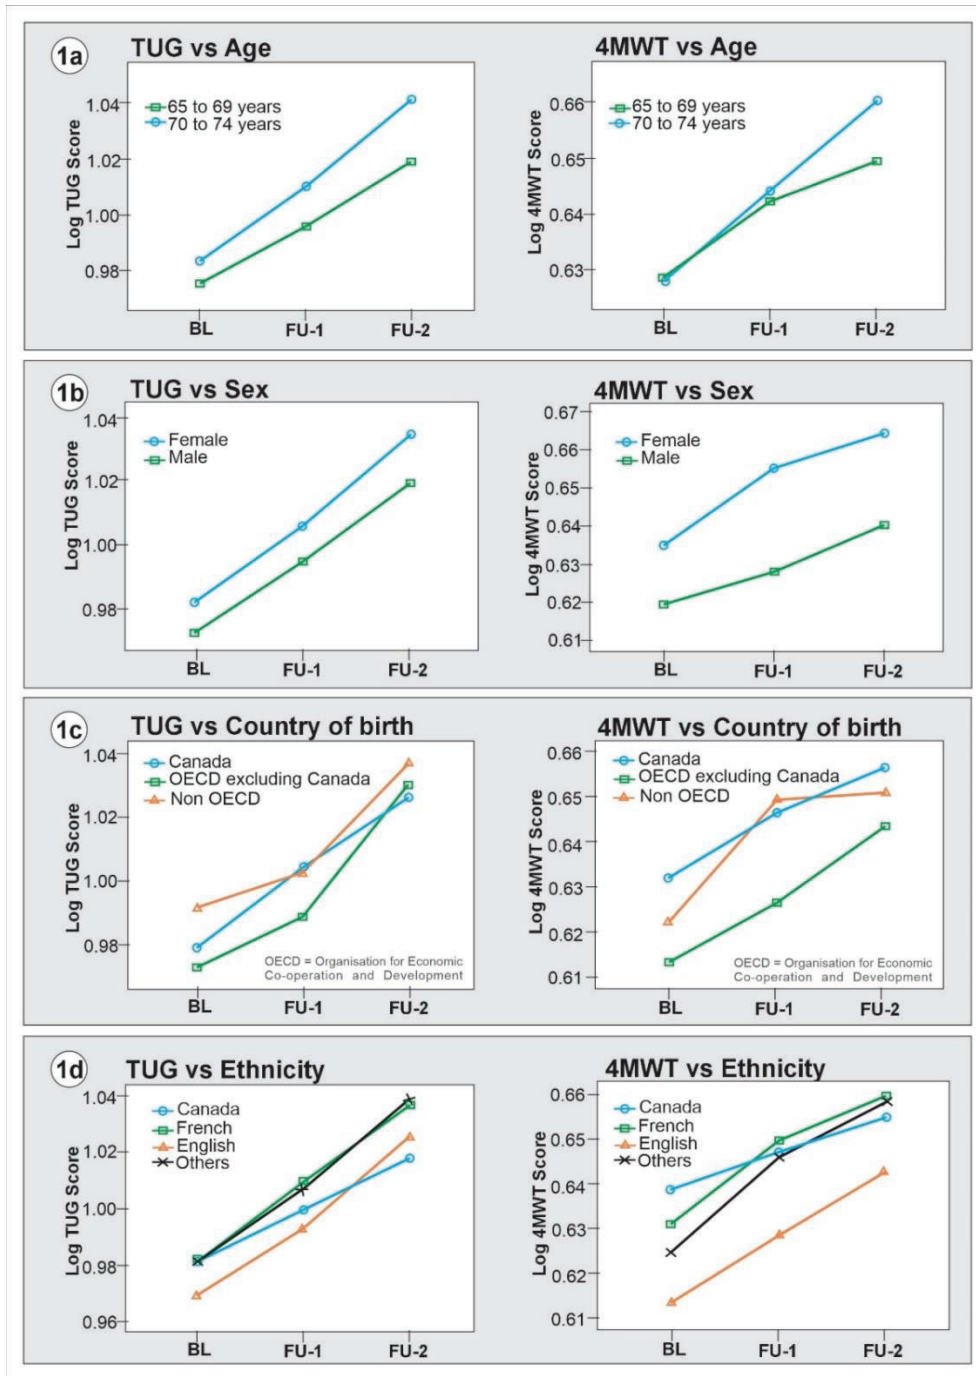 1a
TUG vs Age
65 to 69 years
70 to 74 years
Log TUG Score
1.04
1.02
1.00
0.98
BL FU-1 FU-2
4MWT vs Age
65 to 69 years
70 to 74 years
Log 4MWT Score
0.66
0.65
0.64
0.63
BL FU-1 FU-2
1b
TUG vs Sex
Female
Male
Log TUG Score
1.04
1.02
1.00
0.98
BL FU-1 FU-2
4MWT vs Sex
Female
Male
Log 4MWT Score
0.67
0.66
0.65
0.64
0.63
0.62
0.61
BL FU-1 FU-2
1c
TUG vs Country of birth
Canada
OECD excluding Canada
Non OECD
Log TUG Score
1.04
1.02
1.00
0.98
OECD = Organisation for Economic
Co-operation and Development
BL FU-1 FU-2
4MWT vs Country of birth
Canada
OECD excluding Canada
Non OECD
Log 4MWT Score
0.66
0.65
0.64
0.63
0.62
0.61
OECD = Organisation for Economic
Co-operation and Development
BL FU-1 FU-2
1d
TUG vs Ethnicity
Canada
French
English
Others
Log TUG Score
1.04
1.02
1.00
0.98
0.96
BL FU-1 FU-2
4MWT vs Ethnicity
Canada
French
English
Others
Log 4MWT Score
0.66
0.65
0.64
0.63
0.62
0.61
BL FU-1 FU-2